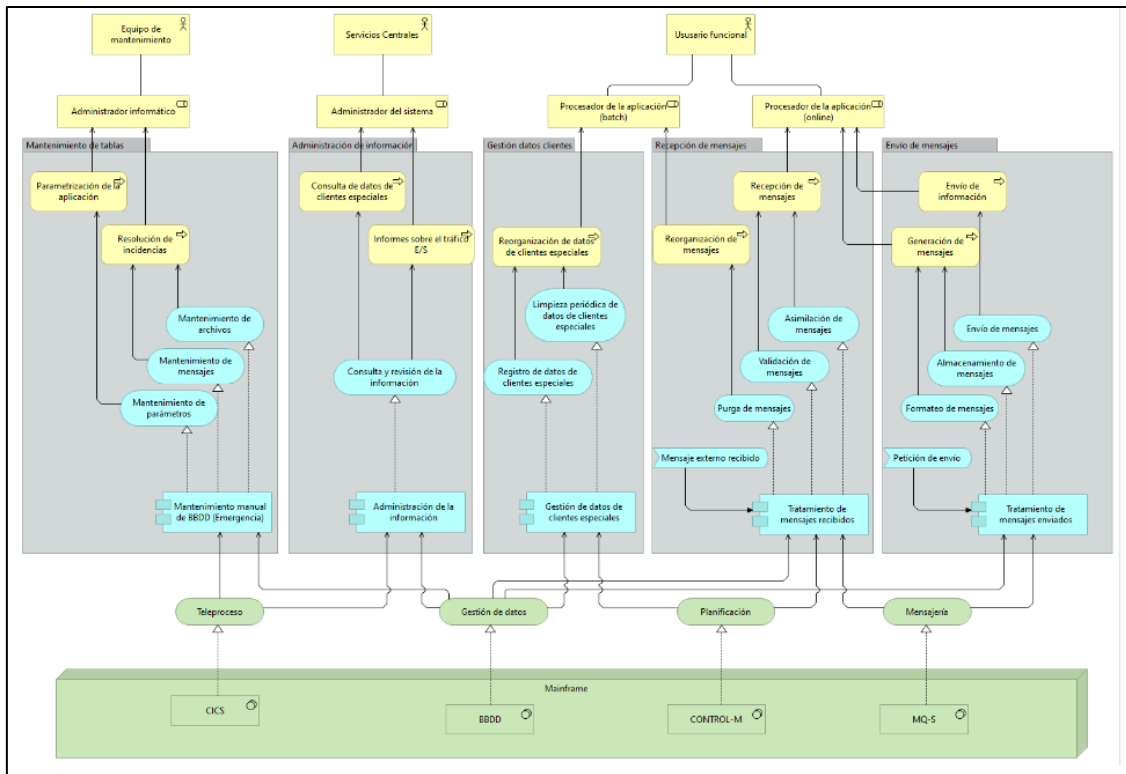 Equipo de
mantenimiento
Servicios Centrales
Ususario funcional
Administrador informático
Administrador del sistema
Procesador de la aplicación
(batch)
Procesador de la aplicación
(online)
Mantenimiento de tablas
Administración de información
Gestión datos clientes
Recepción de mensajes
Envío de mensajes
Parametrización de la
aplicación
Consulta de datos de
clientes especiales
Recepción de
mensajes
Envío de
información
Resolución de
incidencias
Informes sobre el tráfico
E/S
Reorganización de datos
de clientes especiales
Reorganización de
mensajes
Generación de
mensajes
Mantenimiento de
archivos
Limpieza periódica de
datos de clientes
especiales
Asimilación de
mensajes
Envío de mensajes
Mantenimiento de
mensajes
Consulta y revisión de la
información
Registro de datos de
clientes especiales
Validación de
mensajes
Almacenamiento de
mensajes
Mantenimiento de
parámetros
Purga de mensajes
Formateo de mensajes
Mensaje externo recibido
Petición de envío
Mantenimiento manual
de BBDD (Emergencia)
Administración de la
información
Gestión de datos de
clientes especiales
Tratamiento de
mensajes recibidos
Tratamiento de
mensajes enviados
Teleproceso
Gestión de datos
Planificación
Mensajería
Mainframe
CICS
BBDD
CONTROL-M
MQ-S